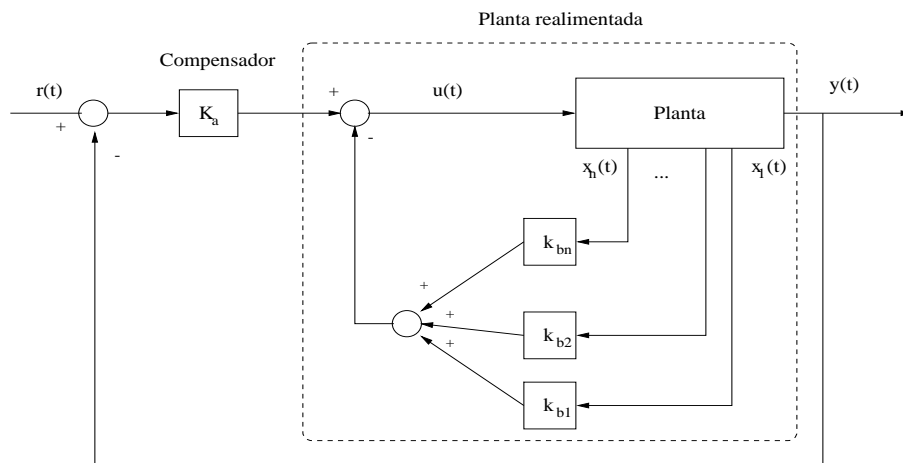 Planta realimentada
Compensador
r(t)
+
-
K_a
+
-
u(t)
Planta
y(t)
x_n(t)
...
x_1(t)
k_bn
+
+
k_b2
+
k_b1